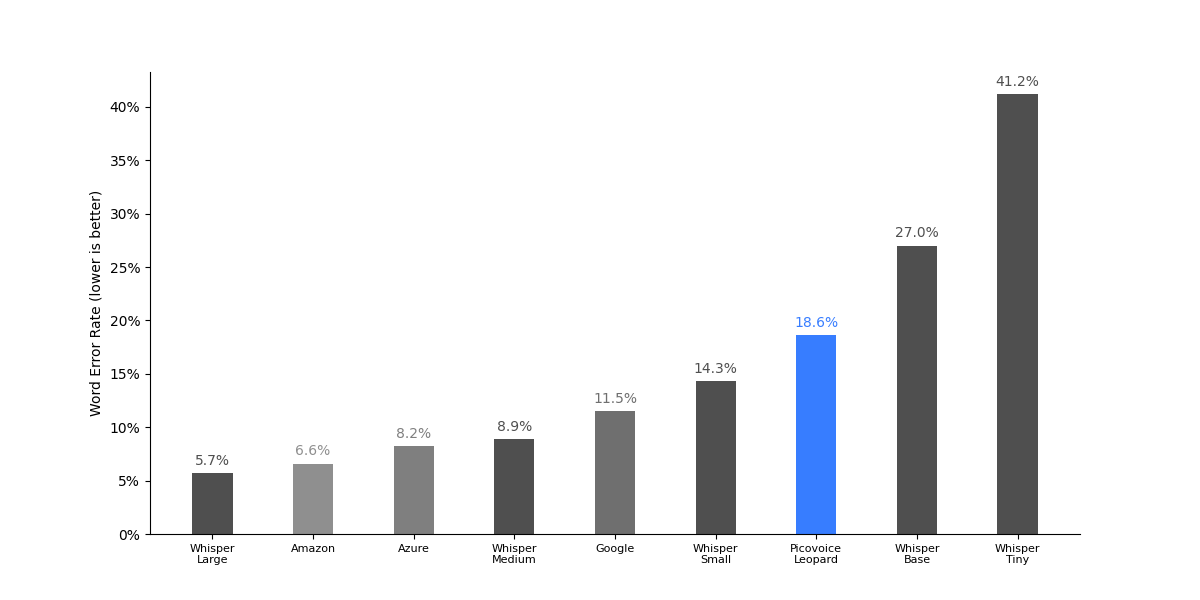 41.2%
40%
35%
30%
27.0%
25%
20%
18.6%
15%
14.3%
11.5%
10%
8.9%
8.2%
6.6%
5.7%
5%
0%
Word Error Rate (lower is better)
Whisper
Large
Amazon
Azure
Whisper
Medium
Google
Whisper
Small
Picovoice
Leopard
Whisper
Base
Whisper
Tiny